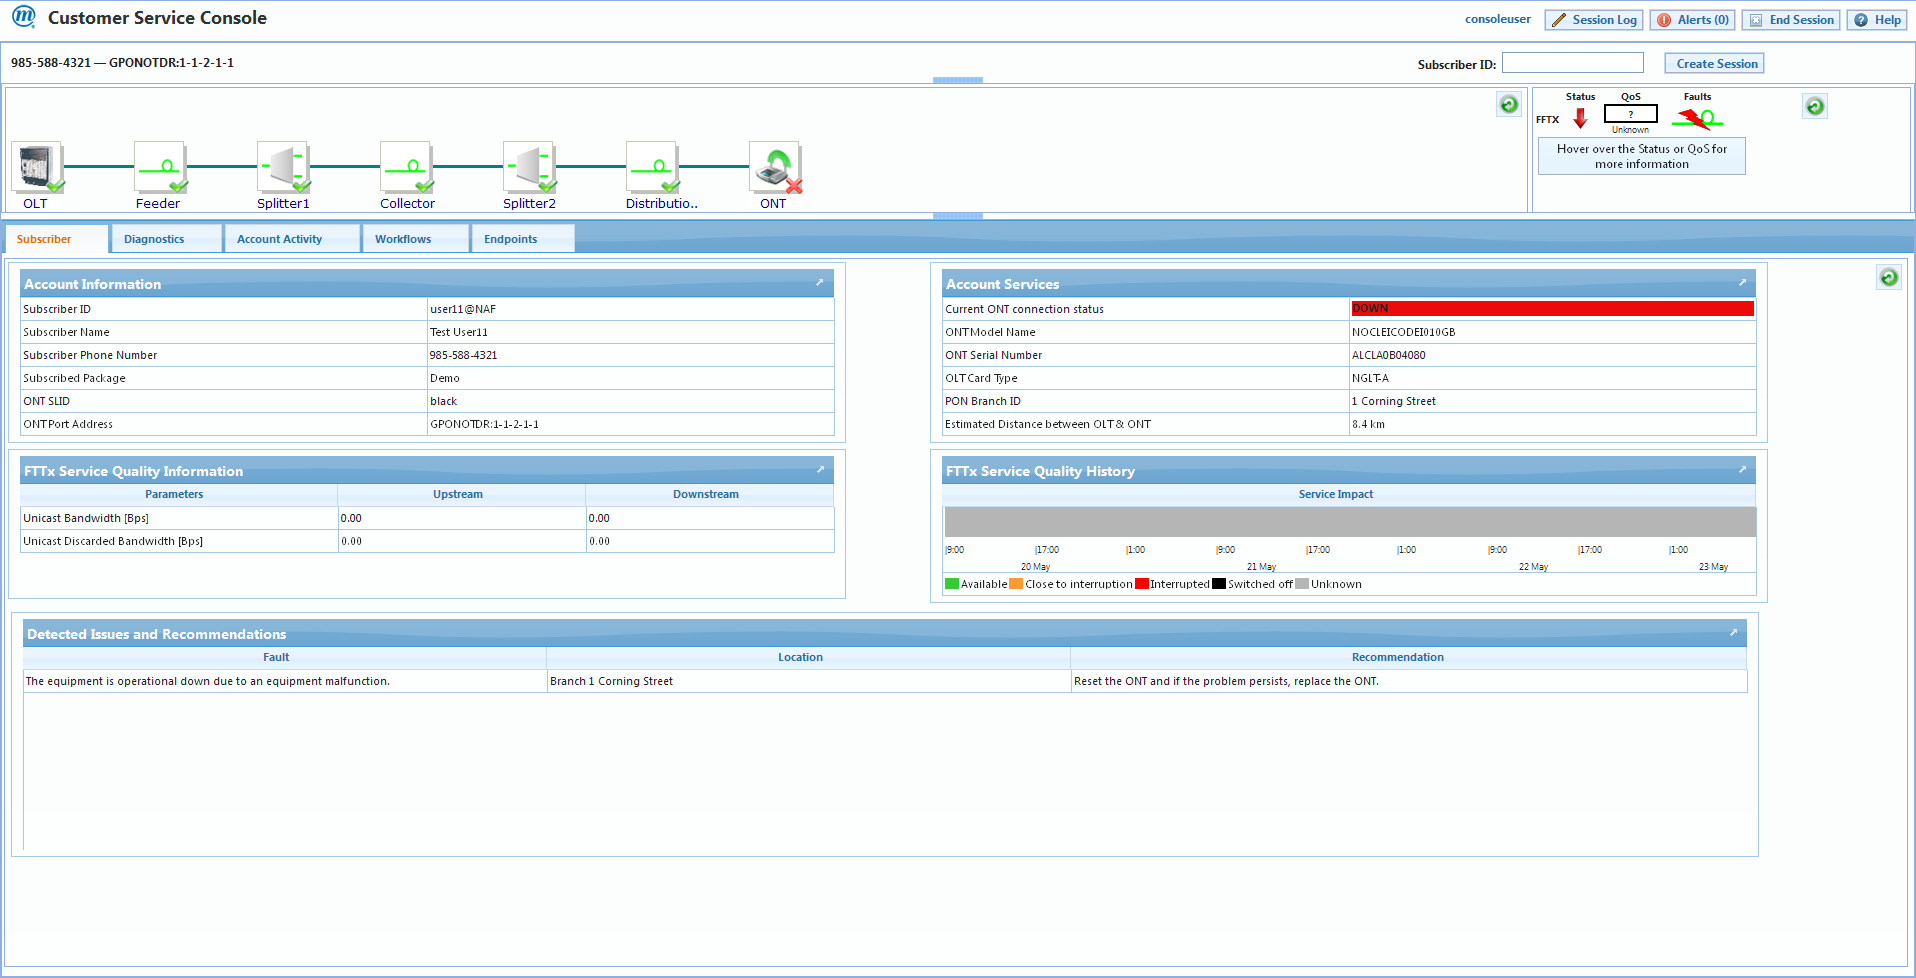 m Customer Service Console
consoleuser Session Log Alerts (0) End Session Help
985-588-4321 — GPONOTDR:1-1-2-1-1
Subscriber ID: Create Session
Status QoS Faults
FFTX ?
Unknown
Hover over the Status or QoS for
more information
OLT Feeder Splitter1 Collector Splitter2 Distributio.. ONT
Subscriber Diagnostics Account Activity Workflows Endpoints
Account Information
Subscriber ID user11@NAF
Subscriber Name Test User11
Subscriber Phone Number 985-588-4321
Subscribed Package Demo
ONT SLID black
ONT Port Address GPONOTDR:1-1-2-1-1
Account Services
Current ONT connection status DOWN
ONT Model Name NOCLEICODEI010GB
ONT Serial Number ALCLA0B04080
OLT Card Type NGLT-A
PON Branch ID 1 Corning Street
Estimated Distance between OLT & ONT 8.4 km
FTTx Service Quality Information
Parameters Upstream Downstream
Unicast Bandwidth [Bps] 0.00 0.00
Unicast Discarded Bandwidth [Bps] 0.00 0.00
FTTx Service Quality History
Service Impact
|9:00 |17:00 |1:00 |9:00 |17:00 |1:00 |9:00 |17:00 |1:00
20 May 21 May 22 May 23 May
Available Close to interruption Interrupted Switched off Unknown
Detected Issues and Recommendations
Fault Location Recommendation
The equipment is operational down due to an equipment malfunction. Branch 1 Corning Street Reset the ONT and if the problem persists, replace the ONT.